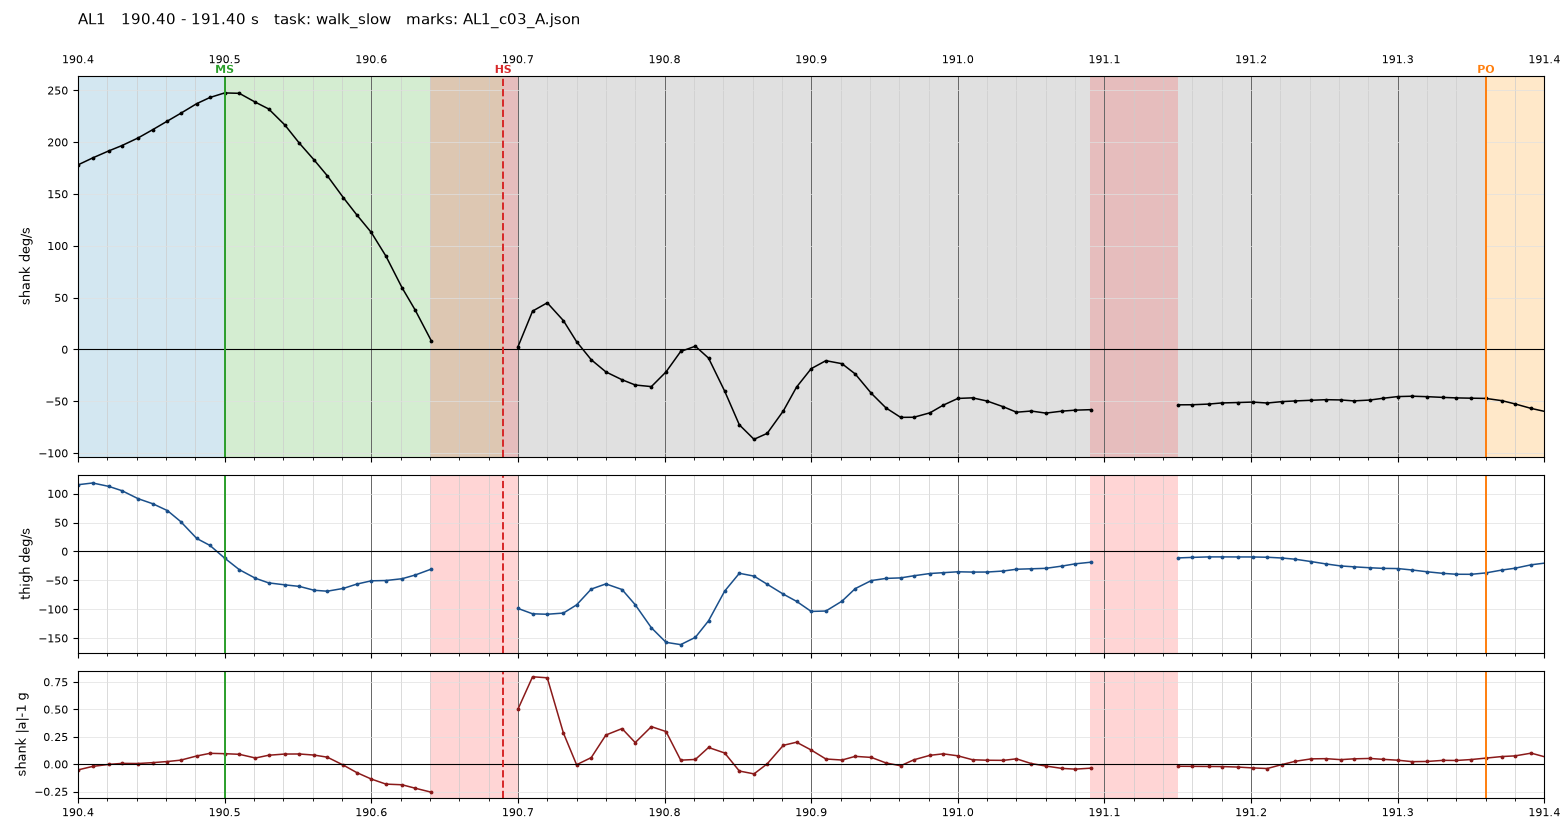 AL1   190.40 - 191.40 s   task: walk_slow   marks: AL1_c03_A.json
190.4 190.5 190.6 190.7 190.8 190.9 191.0 191.1 191.2 191.3 191.4
MS HS PO
shank deg/s
250
200
150
100
50
0
−50
−100
thigh deg/s
100
50
0
−50
−100
−150
shank |a|-1 g
0.75
0.50
0.25
0.00
−0.25
190.4 190.5 190.6 190.7 190.8 190.9 191.0 191.1 191.2 191.3 191.4